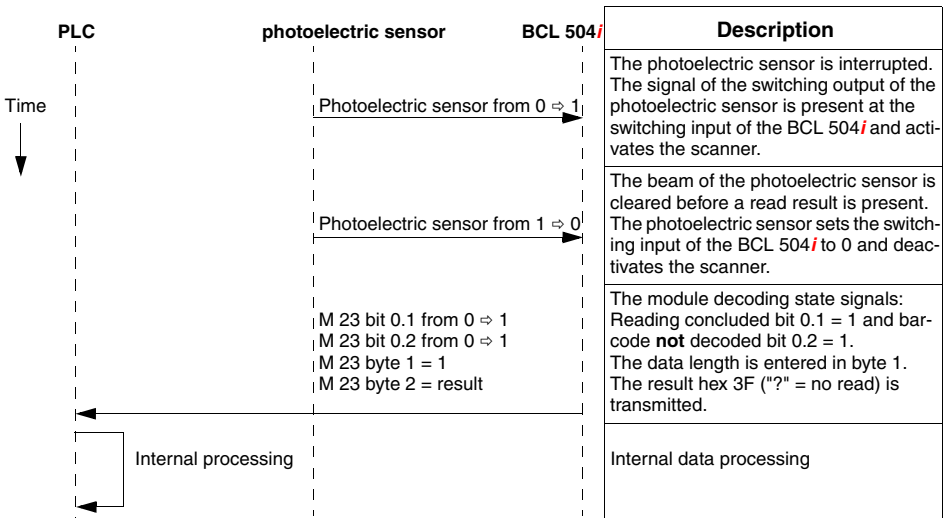 PLC photoelectric sensor BCL 504i Description
The photoelectric sensor is interrupted.
The signal of the switching output of the
photoelectric sensor is present at the
switching input of the BCL 504i and acti-
vates the scanner.
Time
Photoelectric sensor from 0 ⇨ 1
The beam of the photoelectric sensor is
cleared before a read result is present.
The photoelectric sensor sets the switch-
ing input of the BCL 504i to 0 and deac-
tivates the scanner.
Photoelectric sensor from 1 ⇨ 0
M 23 bit 0.1 from 0 ⇨ 1
M 23 bit 0.2 from 0 ⇨ 1
M 23 byte 1 = 1
M 23 byte 2 = result
The module decoding state signals:
Reading concluded bit 0.1 = 1 and bar-
code not decoded bit 0.2 = 1.
The data length is entered in byte 1.
The result hex 3F ("?" = no read) is
transmitted.
Internal processing
Internal data processing